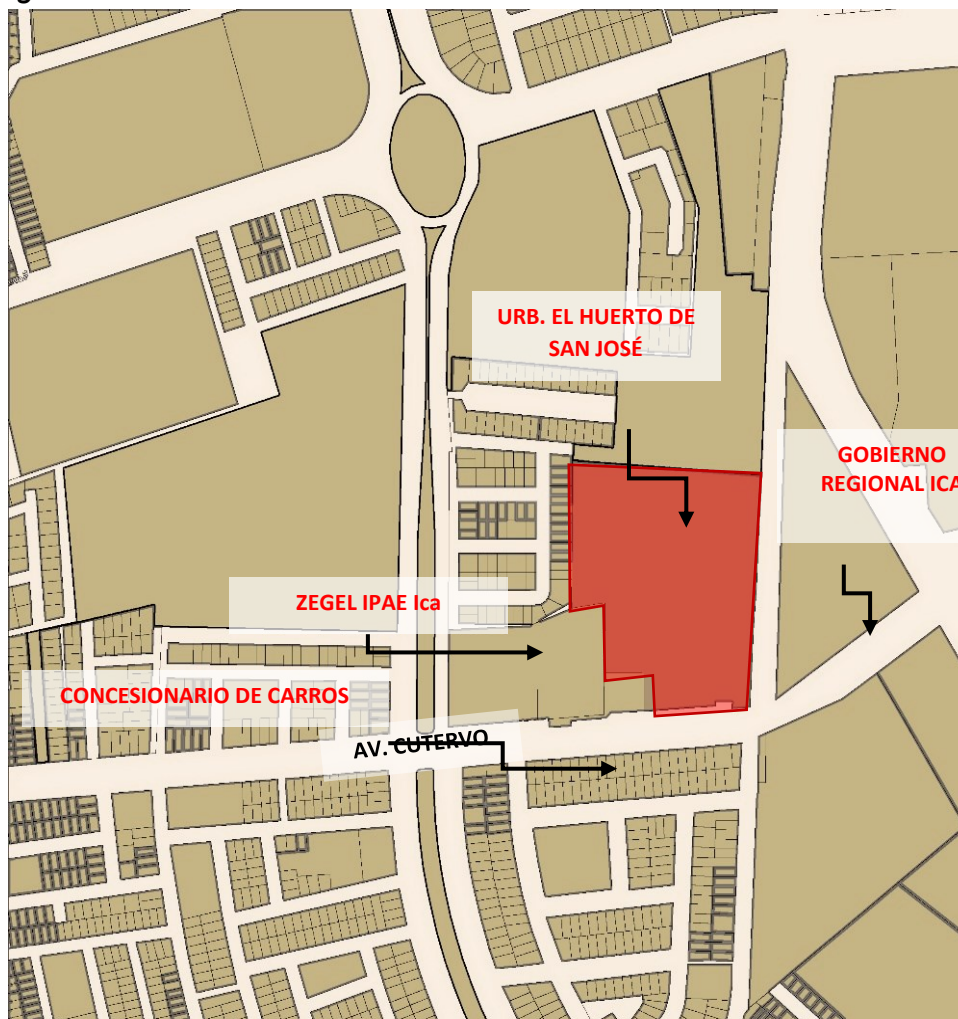 URB. EL HUERTO DE
SAN JOSÉ
GOBIERNO
REGIONAL ICA
ZEGEL IPAE Ica
CONCESIONARIO DE CARROS
AV. CUTERVO